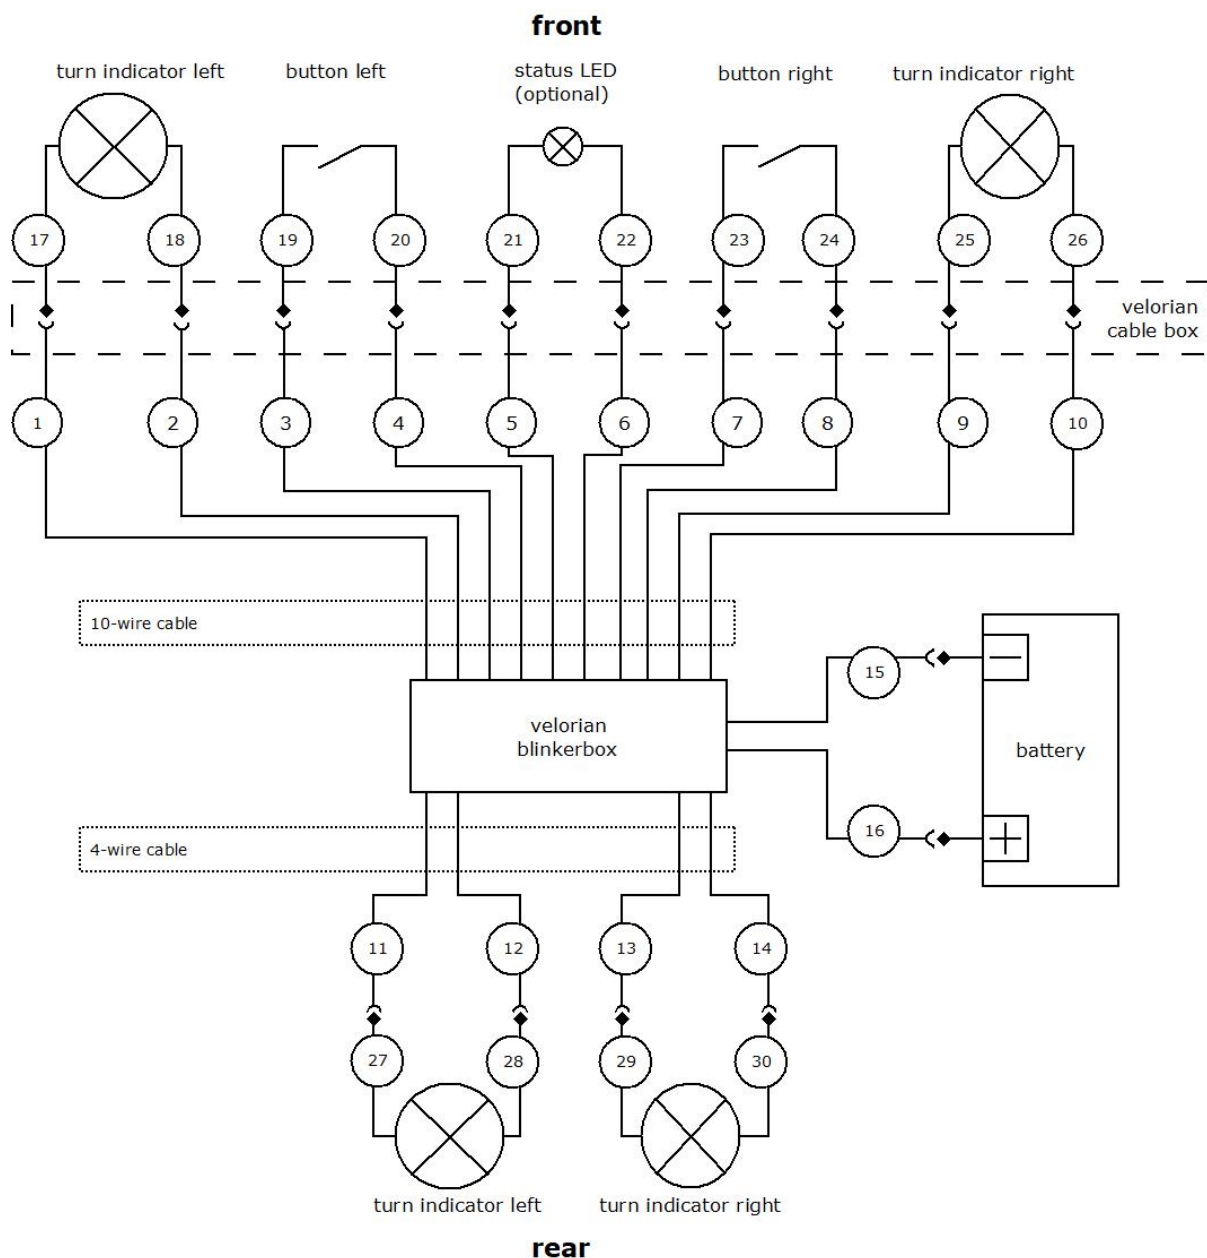 front
turn indicator left
button left
status LED
(optional)
button right
turn indicator right
17
18
19
20
21
22
23
24
25
26
velorian
cable box
1
2
3
4
5
6
7
8
9
10
10-wire cable
15
velorian
blinkerbox
battery
16
4-wire cable
11
12
13
14
27
28
29
30
turn indicator left
turn indicator right
rear